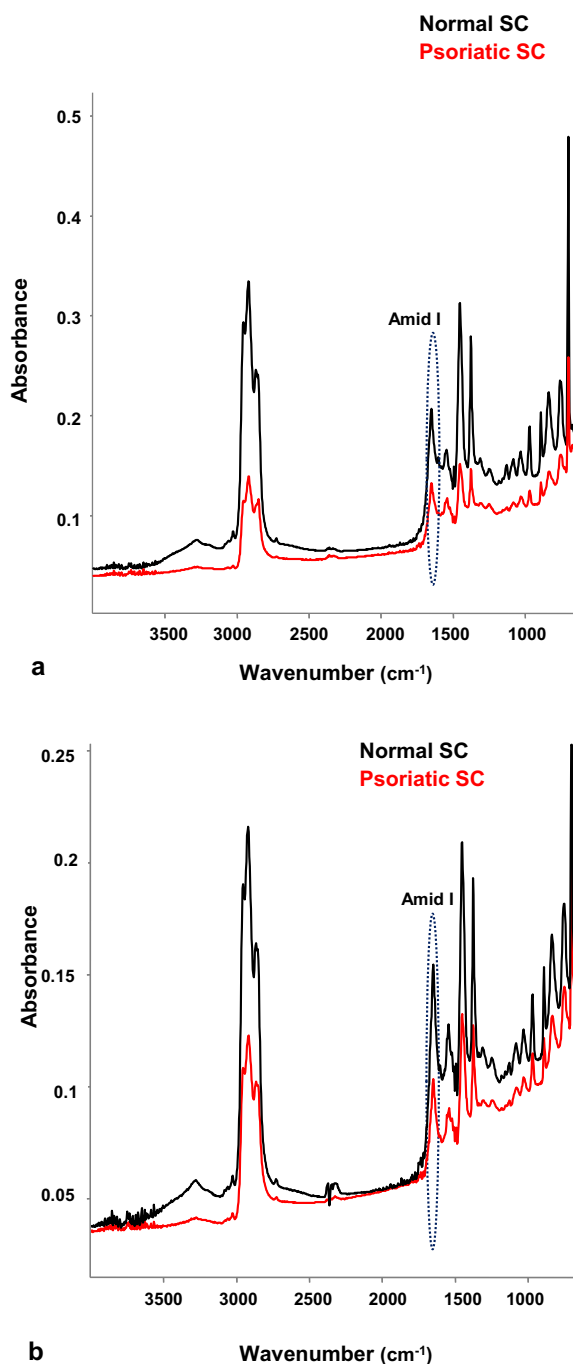 Normal SC
Psoriatic SC
0.5
0.4
0.3
0.2
0.1
Absorbance
Amid I
3500 3000 2500 2000 1500 1000
Wavenumber (cm⁻¹)
a
Normal SC
Psoriatic SC
0.25
0.2
0.15
0.1
0.05
Absorbance
Amid I
3500 3000 2500 2000 1500 1000
Wavenumber (cm⁻¹)
b